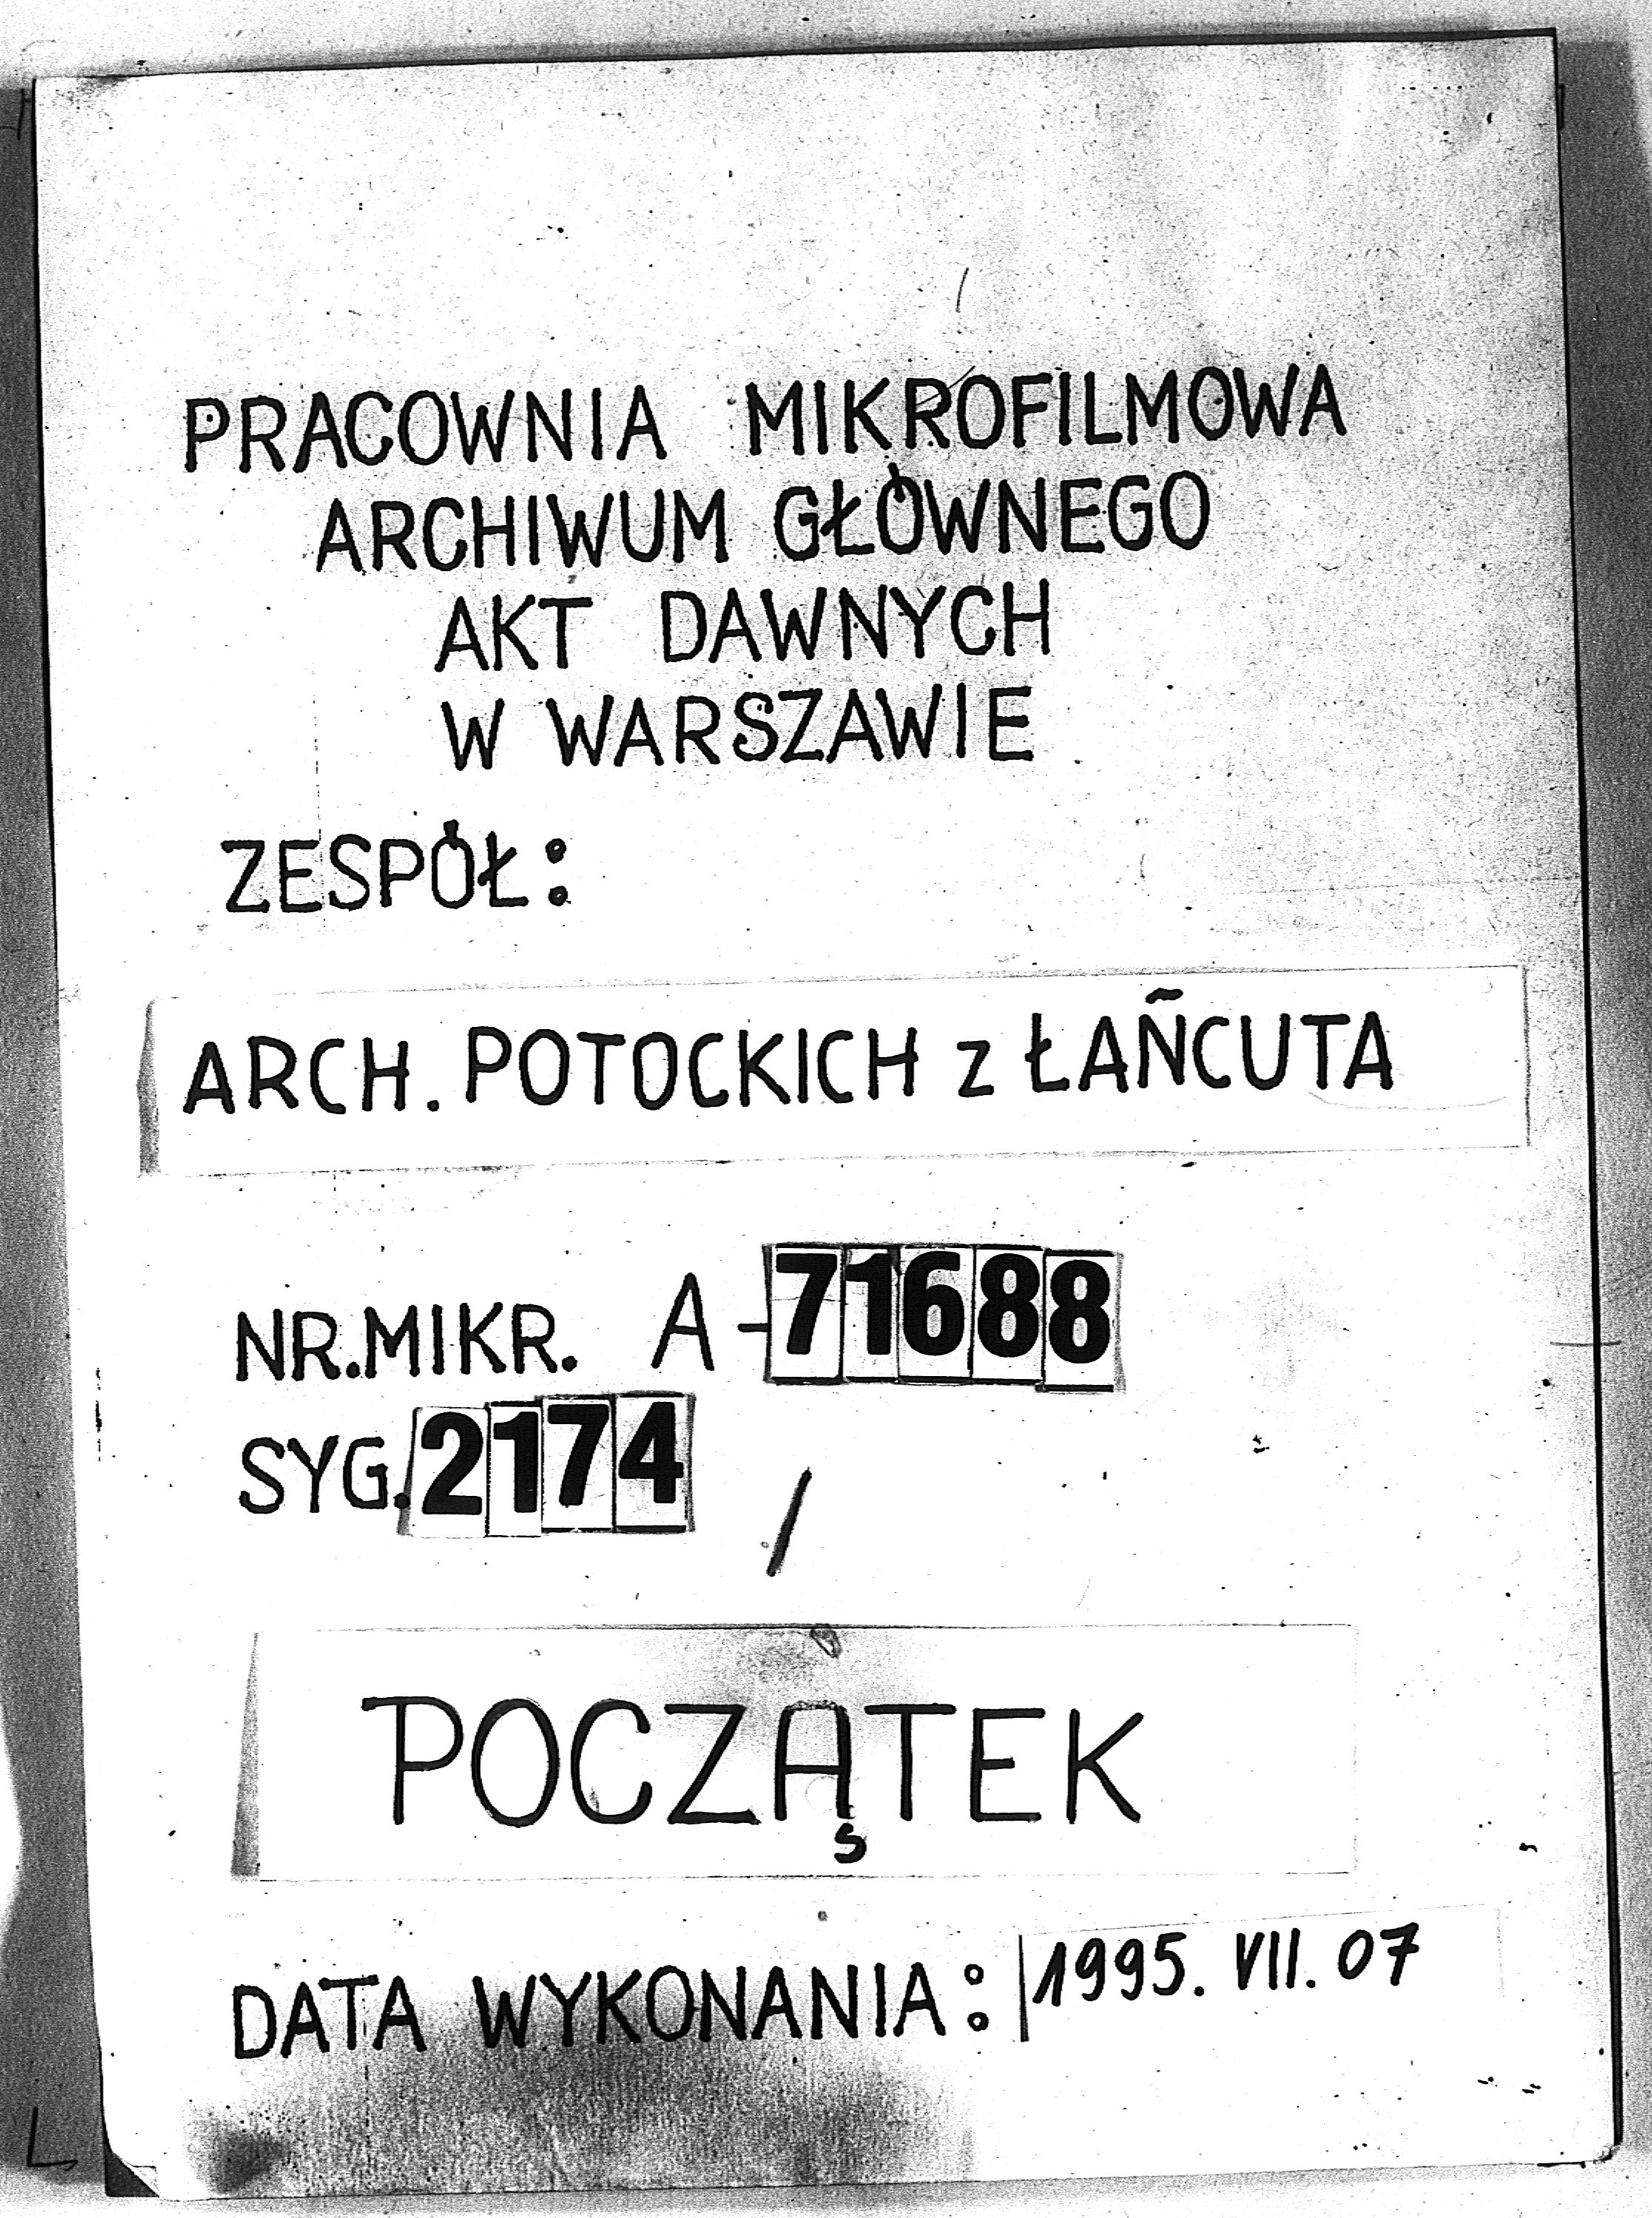 PRACOWNIA MIKROFILMOWA
ARCHIWUM GŁÓWNEGO
AKT DAWNYCH
W WARSZAWIE
ZESPÓŁ:
ARCH. POTOCKICH z ŁAŃCUTA
NR.MIKR. A-71688
SYG. 2174 /
POCZĄTEK
DATA WYKONANIA: 1995. VII. 07